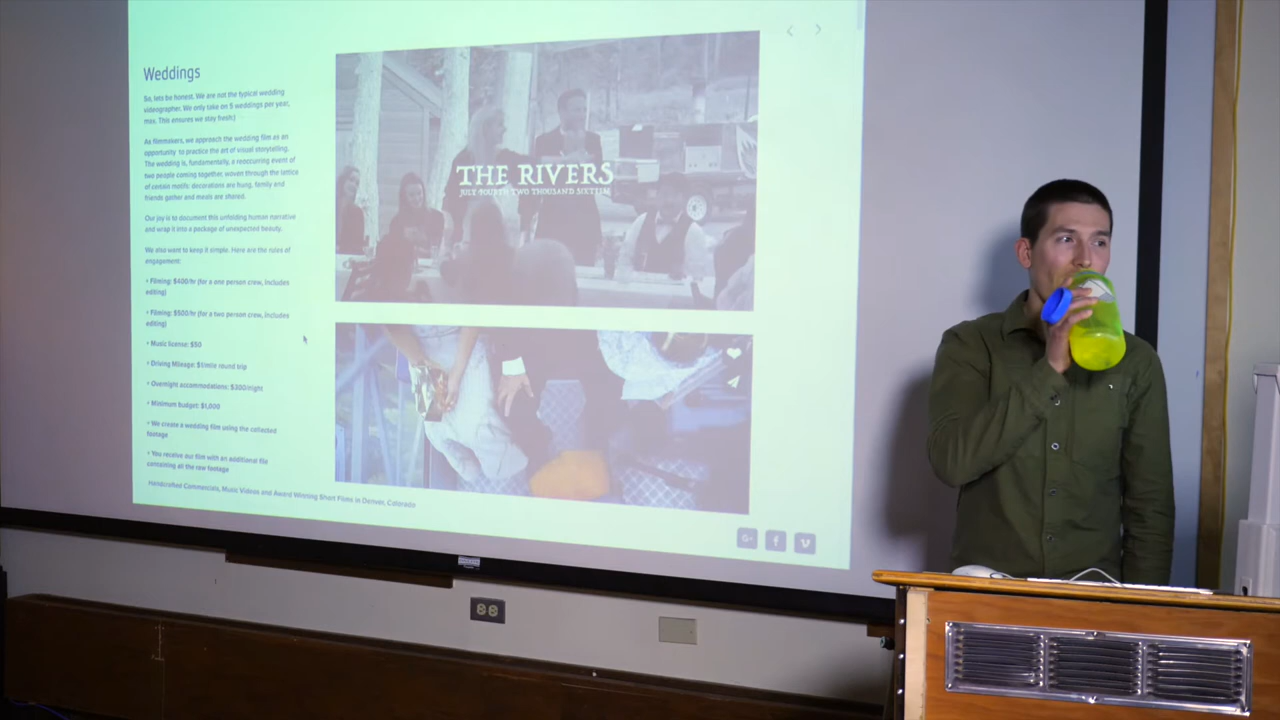 Weddings
So, lets be honest. We are not the typical wedding
videographer. We only take on 5 weddings per year,
max. This ensures we stay fresh:)
As filmmakers, we approach the wedding film as an
opportunity to practice the art of visual storytelling.
The wedding is, fundamentally, a reoccurring event of
two people coming together, woven through the lattice
of certain motifs: decorations are hung, family and
friends gather and meals are shared.
Our joy is to document this unfolding human narrative
and wrap it into a package of unexpected beauty.
We also want to keep it simple. Here are the rules of
engagement:
• Filming: $400/hr (for a one person crew, includes
editing)
• Filming: $500/hr (for a two person crew, includes
editing)
• Music license: $50
• Driving Mileage: $1/mile round trip
• Overnight accommodations: $300/night
• Minimum budget: $1,000
• We create a wedding film using the collected
footage
• You receive our film with an additional file
containing all the raw footage
Handcrafted Commercials, Music Videos and Award Winning Short Films in Denver, Colorado
THE RIVERS
JULY FOURTH TWO THOUSAND SIXTEEN
G+ f v